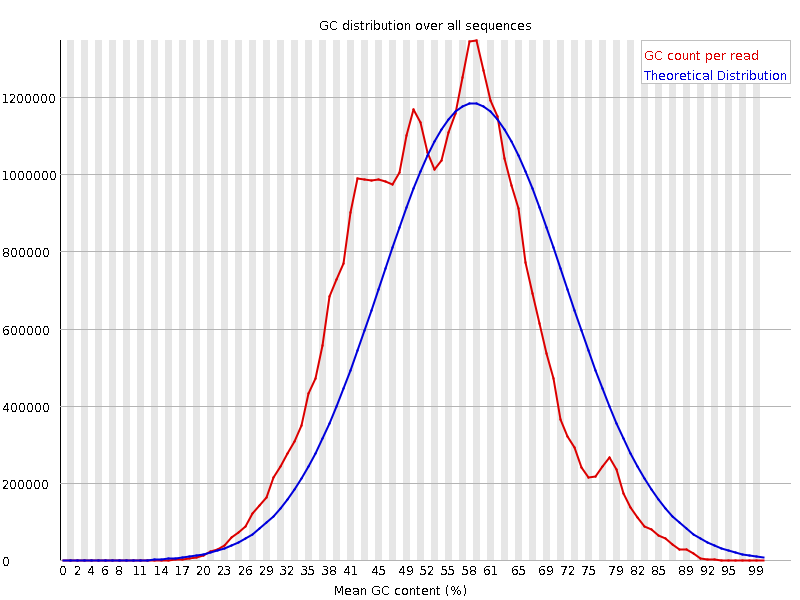 GC distribution over all sequences
GC count per read
Theoretical Distribution
1200000
1000000
800000
600000
400000
200000
0
0 2 4 6 8 11 14 17 20 23 26 29 32 35 38 41 45 49 52 55 58 61 65 69 72 75 79 82 85 89 92 95 99
Mean GC content (%)